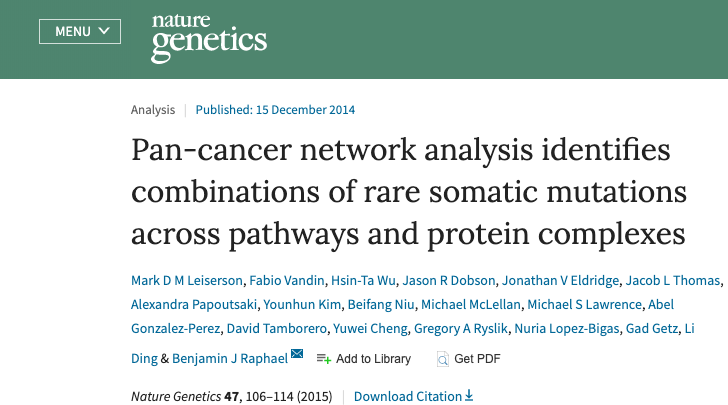 MENU
nature
genetics
Analysis | Published: 15 December 2014
Pan-cancer network analysis identifies
combinations of rare somatic mutations
across pathways and protein complexes
Mark D M Leiserson, Fabio Vandin, Hsin-Ta Wu, Jason R Dobson, Jonathan V Eldridge, Jacob L Thomas,
Alexandra Papoutsaki, Younhun Kim, Beifang Niu, Michael McLellan, Michael S Lawrence, Abel
Gonzalez-Perez, David Tamborero, Yuwei Cheng, Gregory A Ryslik, Nuria Lopez-Bigas, Gad Getz, Li
Ding & Benjamin J Raphael Add to Library Get PDF
Nature Genetics 47, 106–114 (2015) | Download Citation